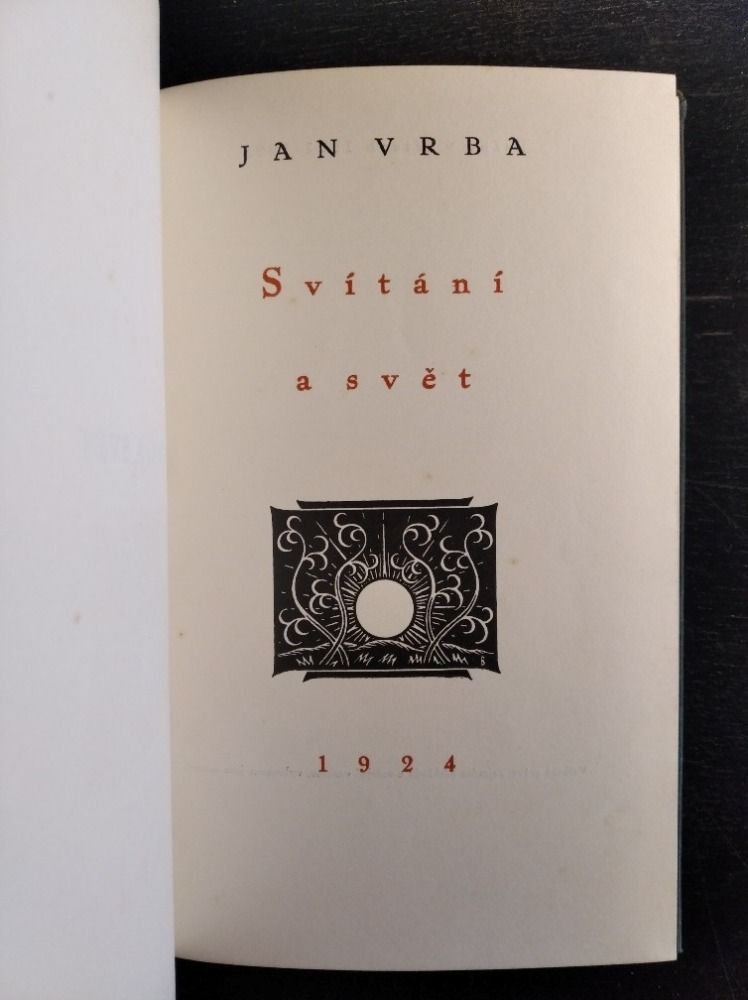 JAN VRBA
Svítání
a svět
B
1924